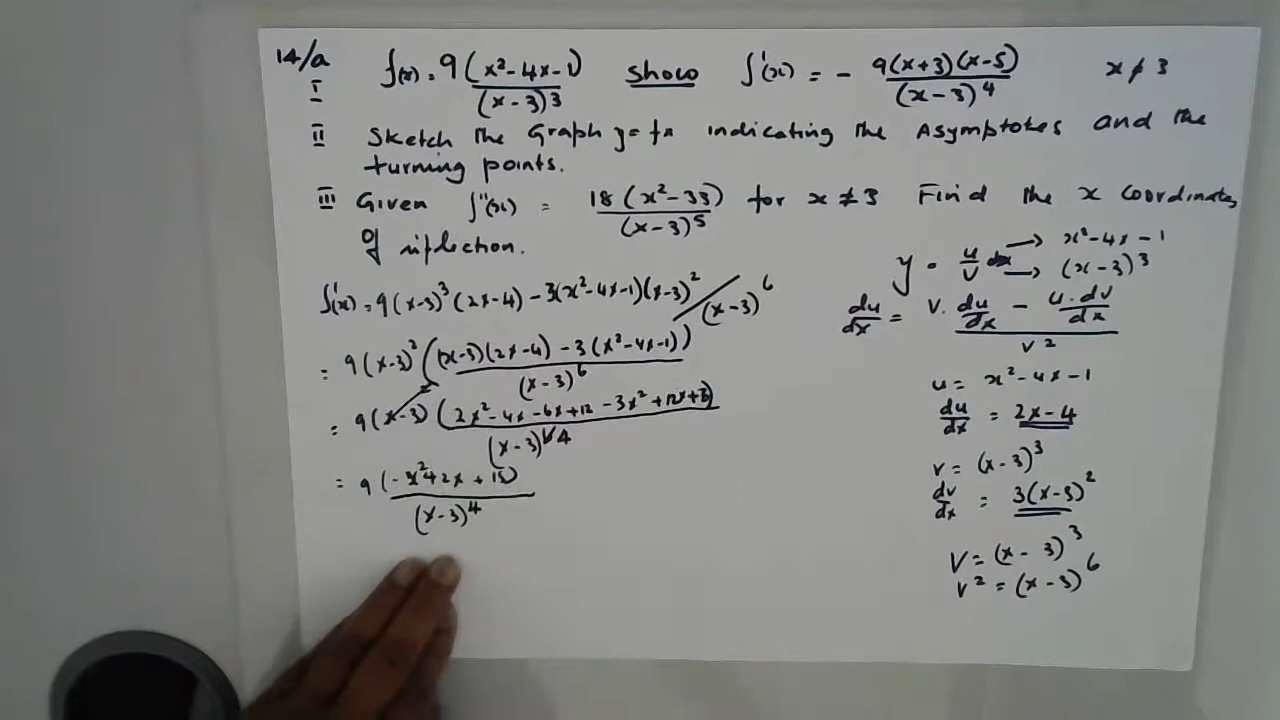 14/a
I f(x) = 9(x²-4x-1)/(x-3)³ show f'(x) = - 9(x+3)(x-5)/(x-3)⁴ x ≠ 3
II Sketch the Graph y=fx indicating the Asymptotes and the
turning points.
III Given f''(x) = 18(x²-33)/(x-3)⁵ for x ≠ 3 Find the x coordinates
of inflection.
f'(x) = 9(x-3)³(2x-4) - 3(x²-4x-1)(x-3)² / (x-3)⁶
= 9(x-3)² ((x-3)(2x-4) - 3(x²-4x-1)) / (x-3)⁶
= 9(x-3)² (2x²-4x-6x+12-3x²+12x+3) / (x-3)⁶ 4
= 9(-x²+2x+15) / (x-3)⁴
y = u/v → x²-4x-1
→ (x-3)³
du/dx = v. du/dx - u.dv/dx / v²
u = x²-4x-1
du/dx = 2x-4
v = (x-3)³
dv/dx = 3(x-3)²
V = (x-3)³
v² = (x-3)⁶